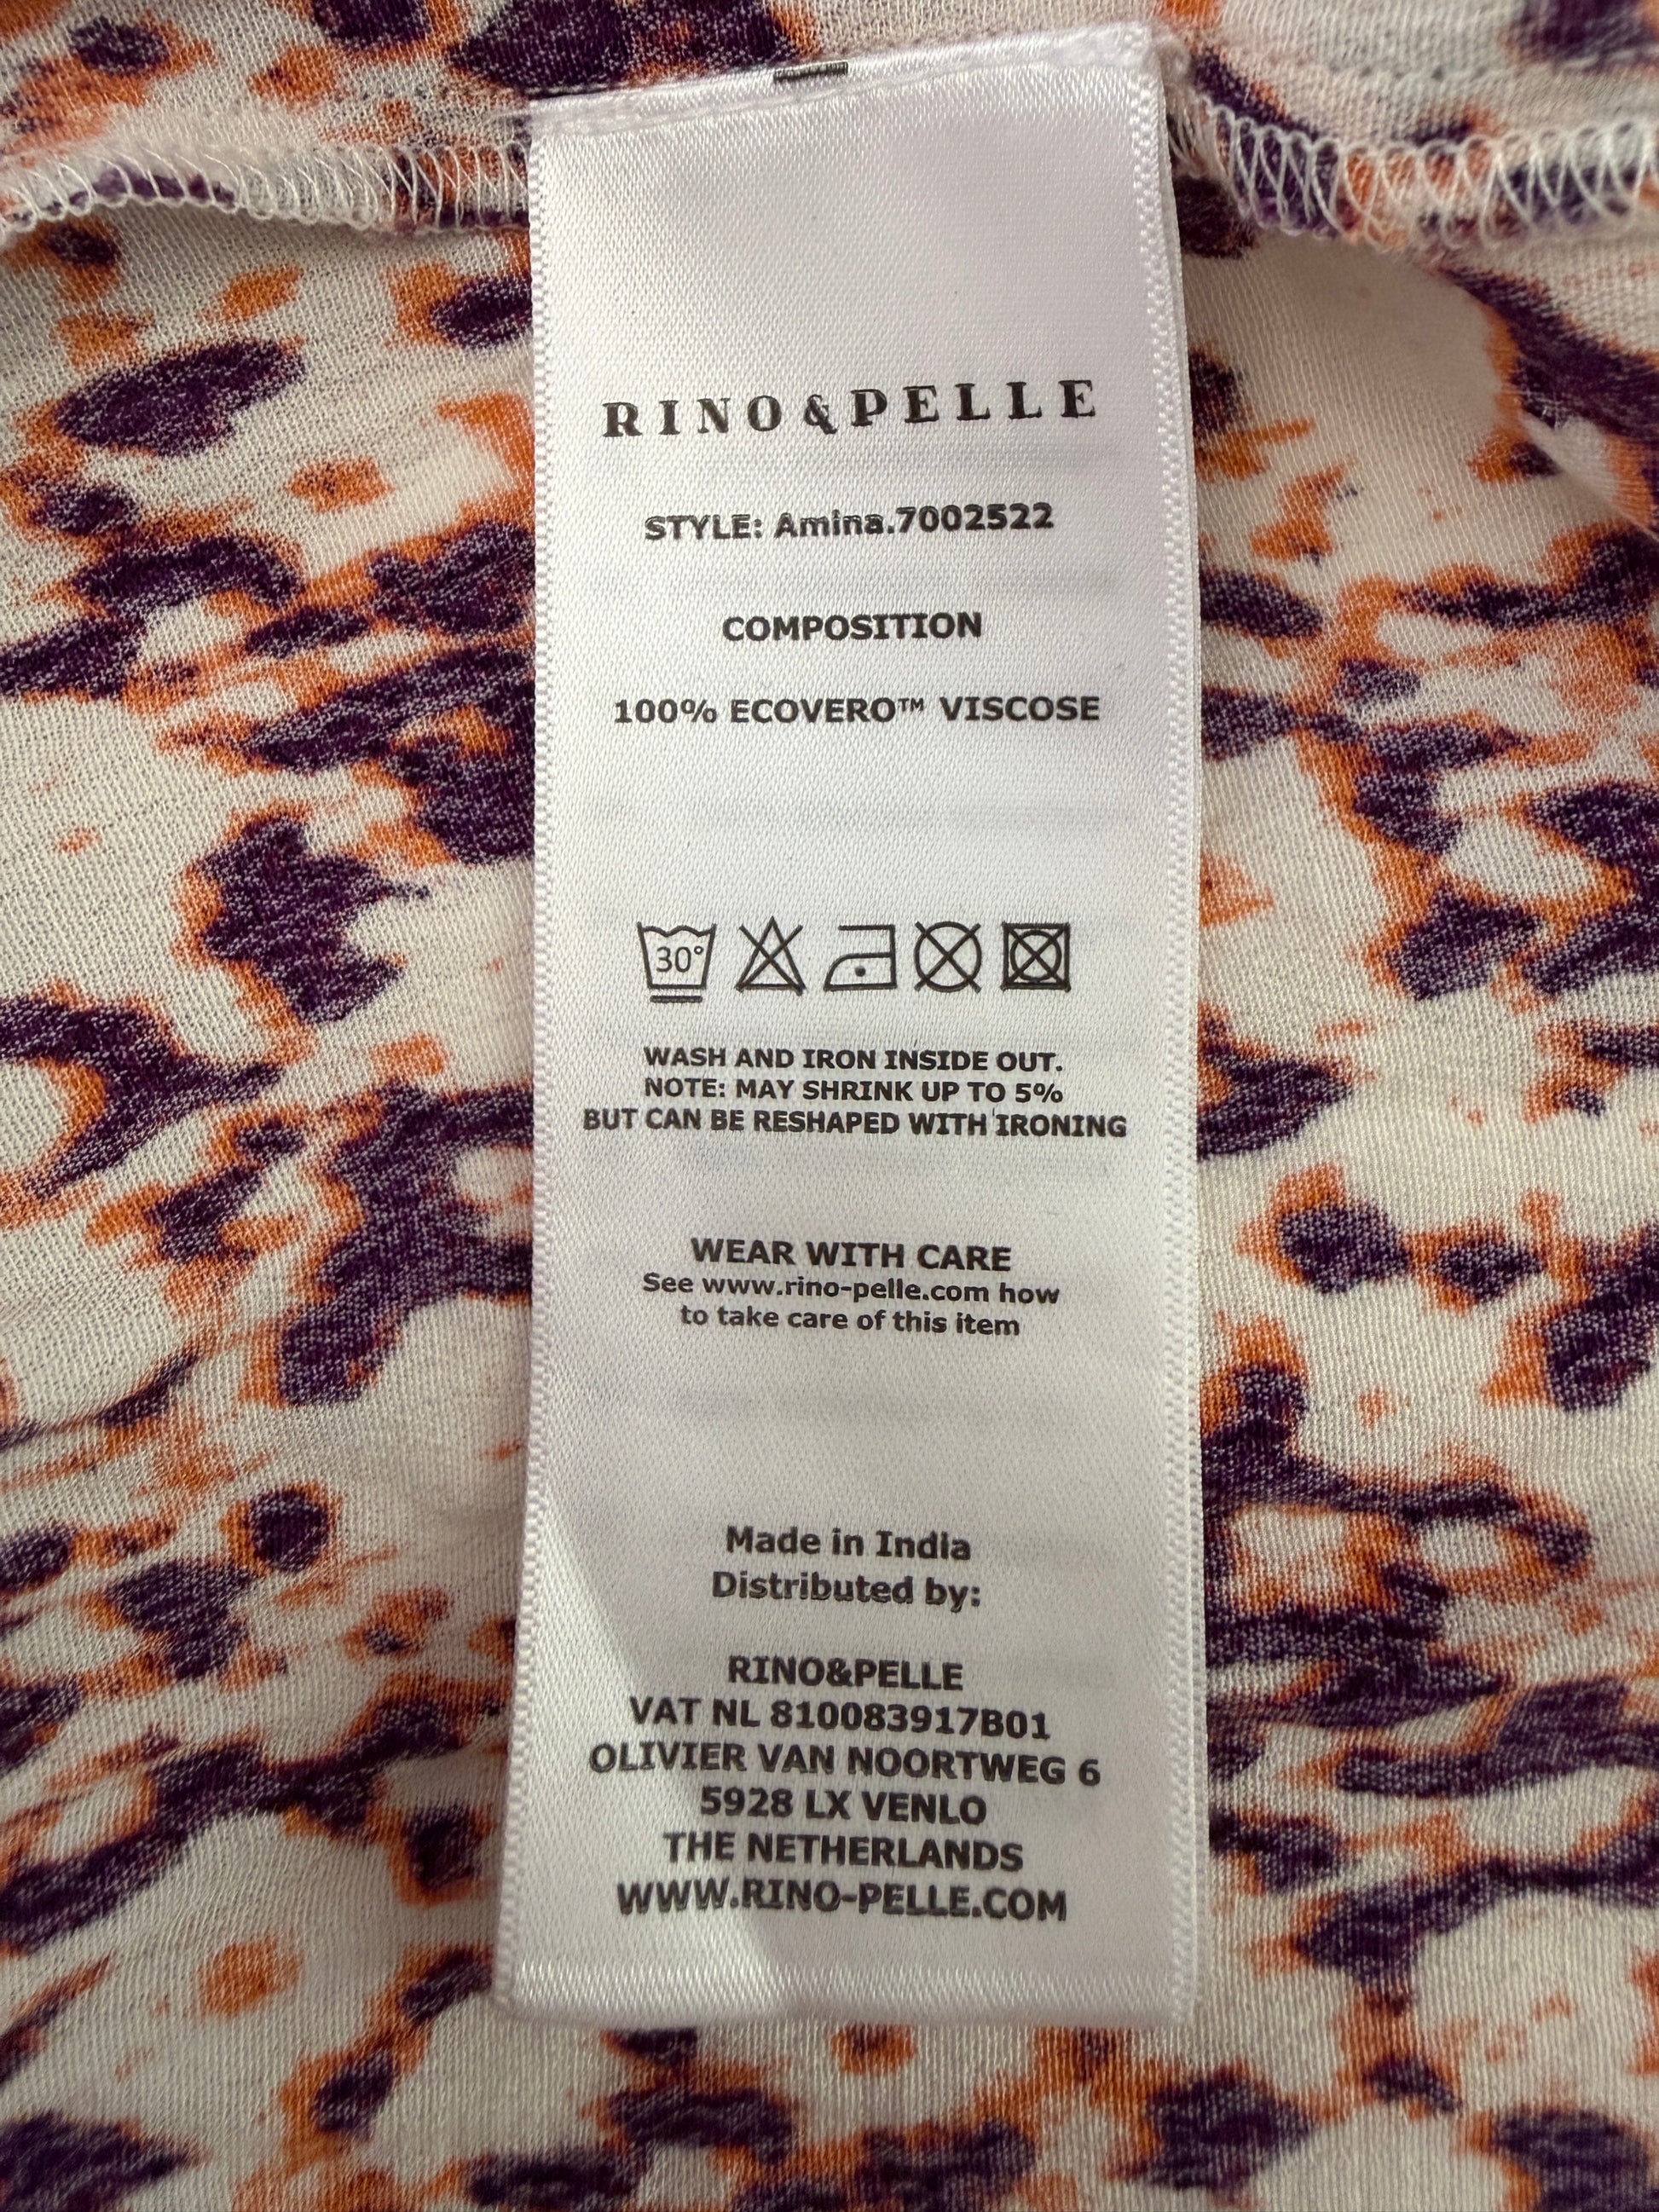 RINO&PELLE
STYLE: Amina.7002522
COMPOSITION
100% ECOVERO™ VISCOSE
30°
WASH AND IRON INSIDE OUT.
NOTE: MAY SHRINK UP TO 5%
BUT CAN BE RESHAPED WITH IRONING
WEAR WITH CARE
See www.rino-pelle.com how
to take care of this item
Made in India
Distributed by:
RINO&PELLE
VAT NL 810083917B01
OLIVIER VAN NOORTWEG 6
5928 LX VENLO
THE NETHERLANDS
WWW.RINO-PELLE.COM